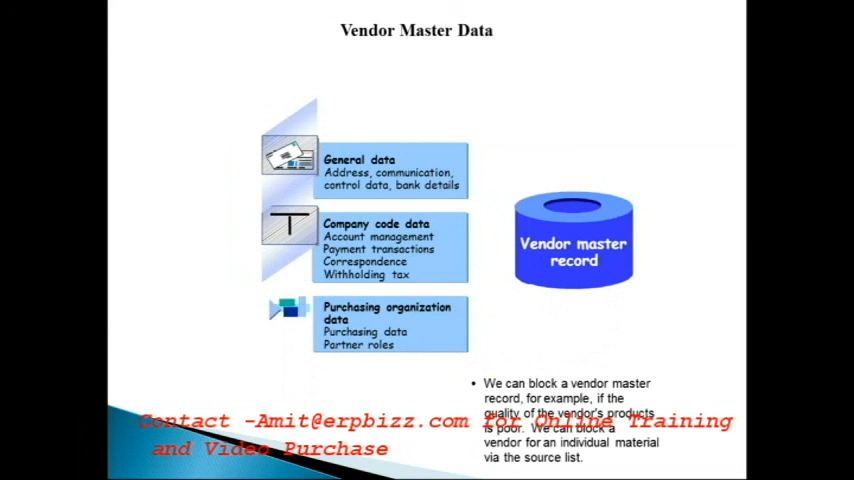 Vendor Master Data
General data
Address, communication,
control data, bank details
Company code data
Account management
Payment transactions
Correspondence
Withholding tax
Purchasing organization
data
Purchasing data
Partner roles
Vendor master
record
• We can block a vendor master
record, for example, if the
quality of the vendor's products
is poor. We can block a
vendor for an individual material
via the source list.
Contact -Amit@erpbizz.com for Online Training
and Video Purchase